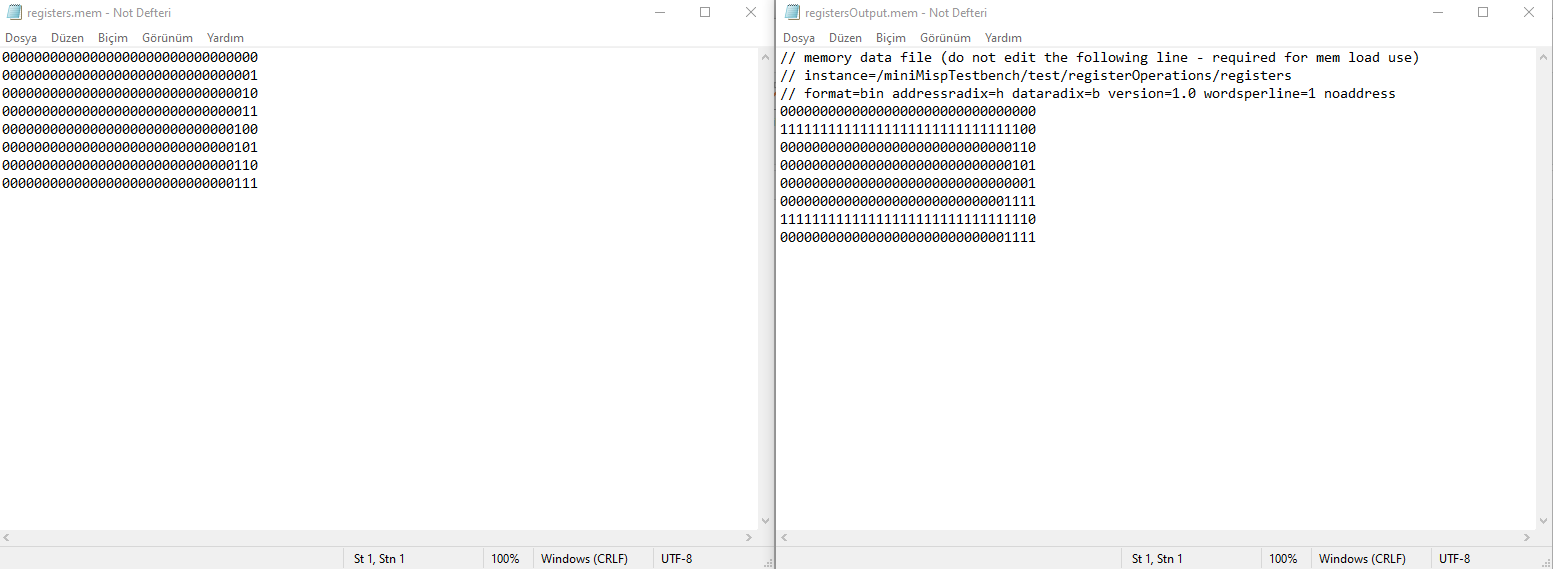 registers.mem - Not Defteri
Dosya Düzen Biçim Görünüm Yardım
00000000000000000000000000000000
00000000000000000000000000000001
00000000000000000000000000000010
00000000000000000000000000000011
00000000000000000000000000000100
00000000000000000000000000000101
00000000000000000000000000000110
00000000000000000000000000000111
St 1, Stn 1 100% Windows (CRLF) UTF-8
registersOutput.mem - Not Defteri
Dosya Düzen Biçim Görünüm Yardım
// memory data file (do not edit the following line - required for mem load use)
// instance=/miniMispTestbench/test/registerOperations/registers
// format=bin addressradix=h dataradix=b version=1.0 wordsperline=1 noaddress
00000000000000000000000000000000
11111111111111111111111111111100
00000000000000000000000000000110
00000000000000000000000000000101
00000000000000000000000000000001
00000000000000000000000000001111
11111111111111111111111111111110
00000000000000000000000000001111
St 1, Stn 1 100% Windows (CRLF) UTF-8